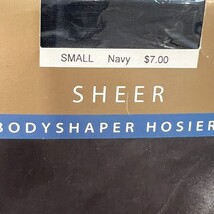 SMALL Navy $7.00
SHEER
BODYSHAPER HOSIER